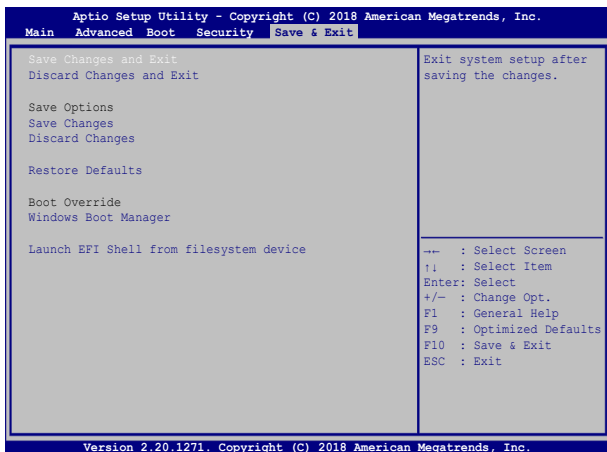 Aptio Setup Utility - Copyright (C) 2018 American Megatrends, Inc.
Main Advanced Boot Security Save & Exit
Save Changes and Exit
Discard Changes and Exit
Save Options
Save Changes
Discard Changes
Restore Defaults
Boot Override
Windows Boot Manager
Launch EFI Shell from filesystem device
Exit system setup after
saving the changes.
→← : Select Screen
↑↓ : Select Item
Enter: Select
+/— : Change Opt.
F1 : General Help
F9 : Optimized Defaults
F10 : Save & Exit
ESC : Exit
Version 2.20.1271. Copyright (C) 2018 American Megatrends, Inc.